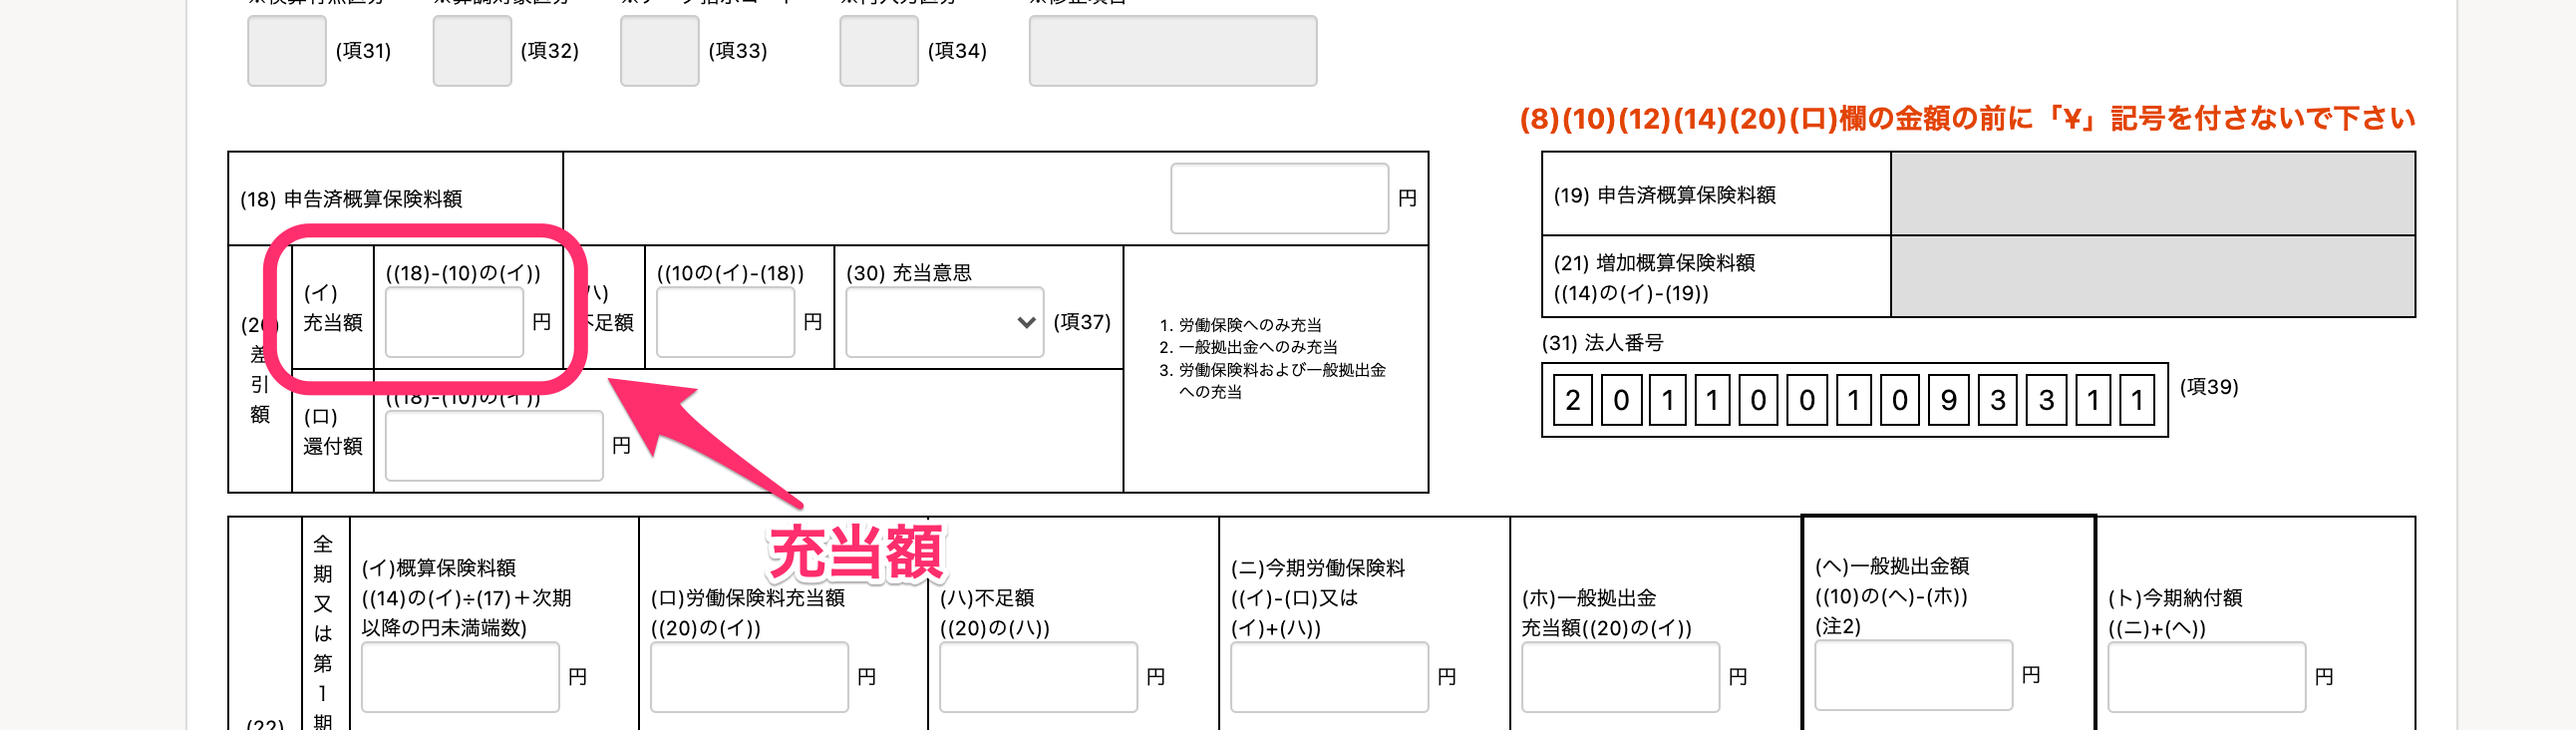 (項31) (項32) (項33) (項34)
(8)(10)(12)(14)(20)(ロ)欄の金額の前に「¥」記号を付さないで下さい
(18) 申告済概算保険料額 円
(イ)
充当額
((18)-(10)の(イ))
円
不足額
((10の(イ)-(18))
円
(30) 充当意思
(項37)
差
引
額
(ロ)
還付額
((18)-(10)の(イ))
円
1. 労働保険へのみ充当
2. 一般拠出金へのみ充当
3. 労働保険料および一般拠出金
への充当
(19) 申告済概算保険料額
(21) 増加概算保険料額
((14)の(イ)-(19))
(31) 法人番号
2 0 1 1 0 0 1 0 9 3 3 1 1 (項39)
充当額
(22)
全
期
又
は
第
1
期
(イ)概算保険料額
((14)の(イ)÷(17)＋次期
以降の円未満端数)
円
(ロ)労働保険料充当額
((20)の(イ))
円
(ハ)不足額
((20)の(ハ))
円
(ニ)今期労働保険料
((イ)-(ロ)又は
(イ)+(ハ))
円
(ホ)一般拠出金
充当額((20)の(イ))
円
(ヘ)一般拠出金額
((10)の(ヘ)-(ホ))
(注2)
円
(ト)今期納付額
((ニ)+(ヘ))
円